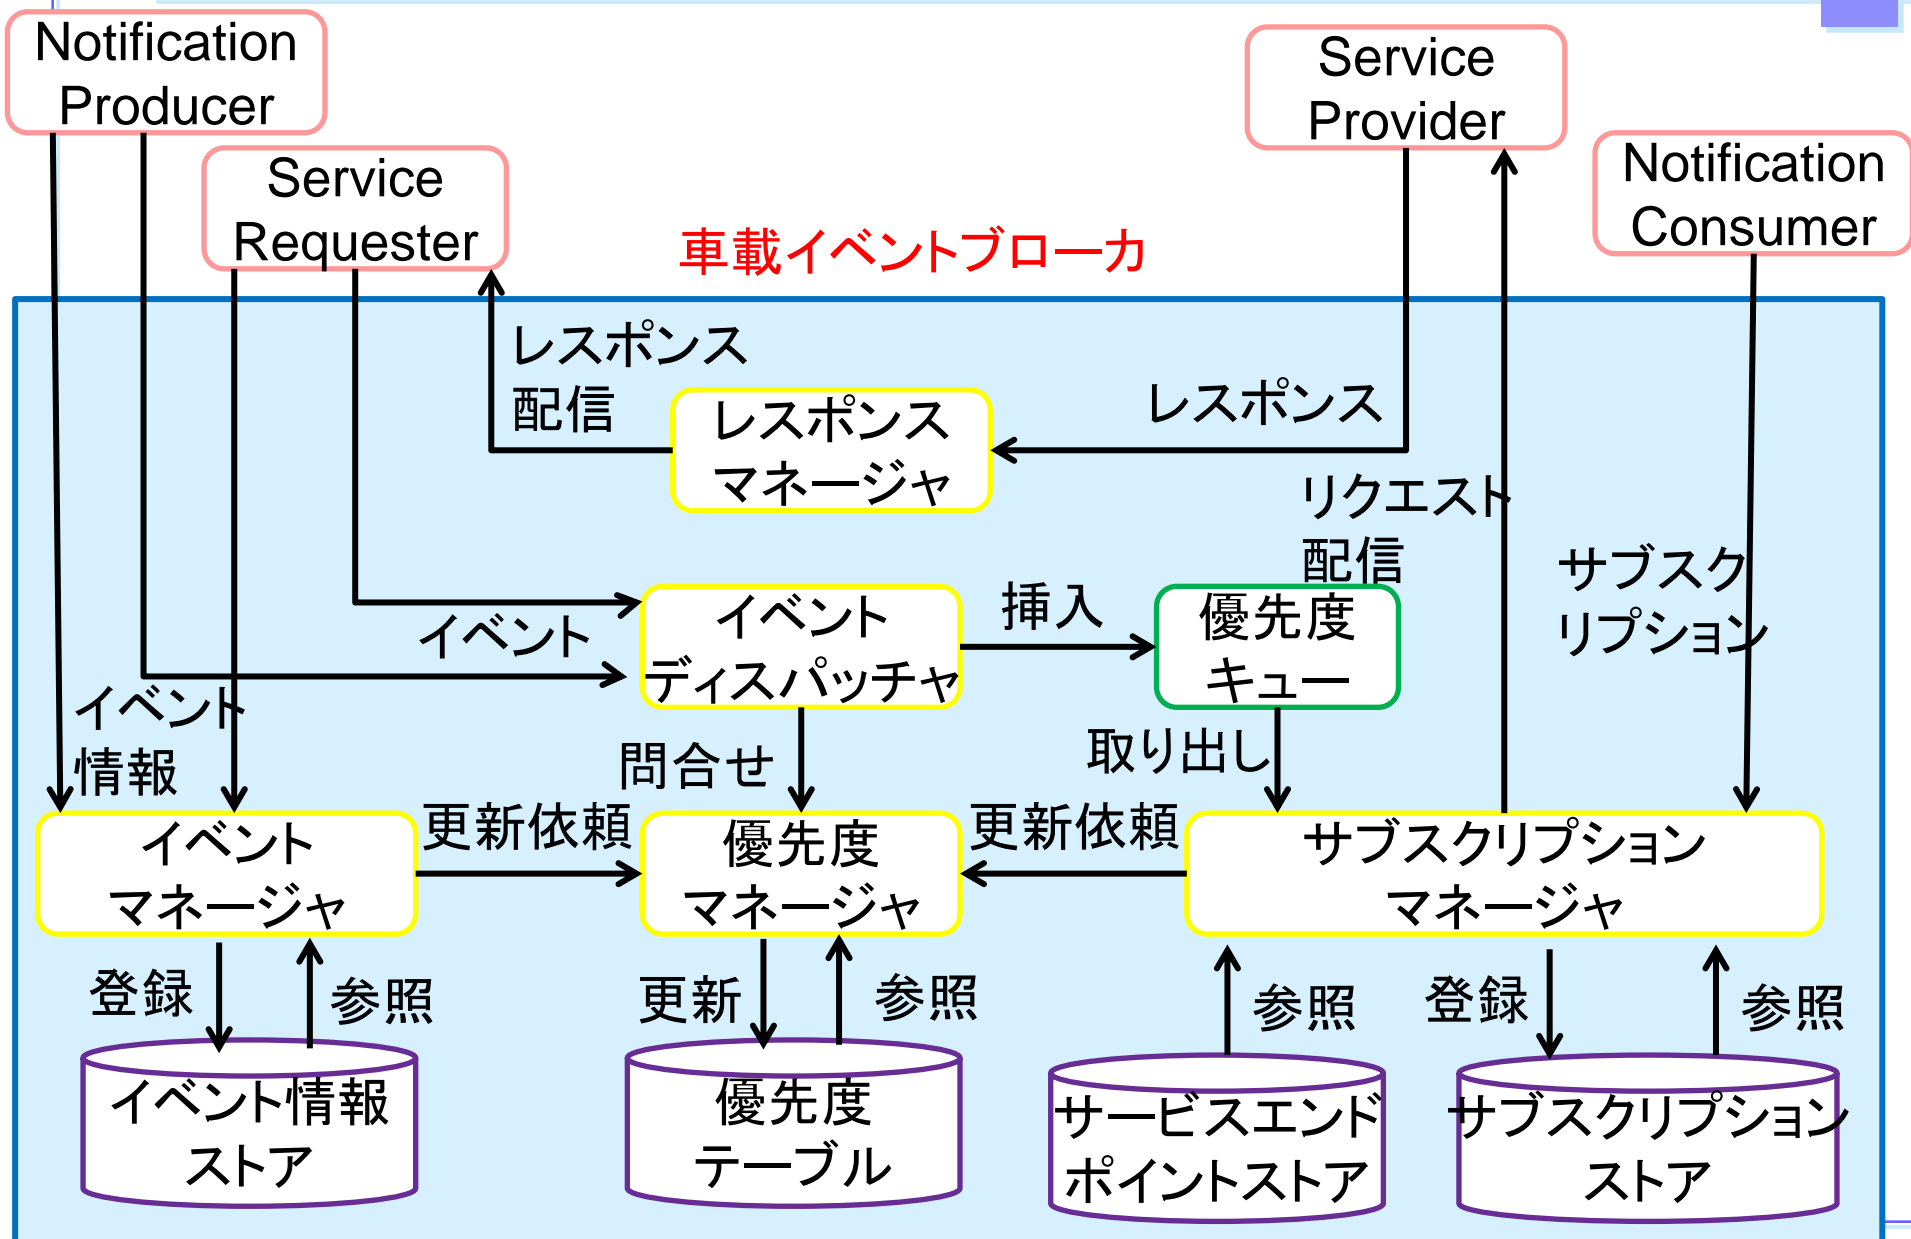 Notification
Producer
Service
Provider
Notification
Consumer
Service
Requester
車載イベントブローカ
レスポンス
配信
レスポンス
レスポンス
マネージャ
リクエスト
配信
サブスク
リプション
イベント
イベント
ディスパッチャ
挿入
優先度
キュー
イベント
情報
問合せ
取り出し
イベント
マネージャ
更新依頼
優先度
マネージャ
更新依頼
サブスクリプション
マネージャ
登録
参照
更新
参照
参照
登録
参照
イベント情報
ストア
優先度
テーブル
サービスエンド
ポイントストア
サブスクリプション
ストア